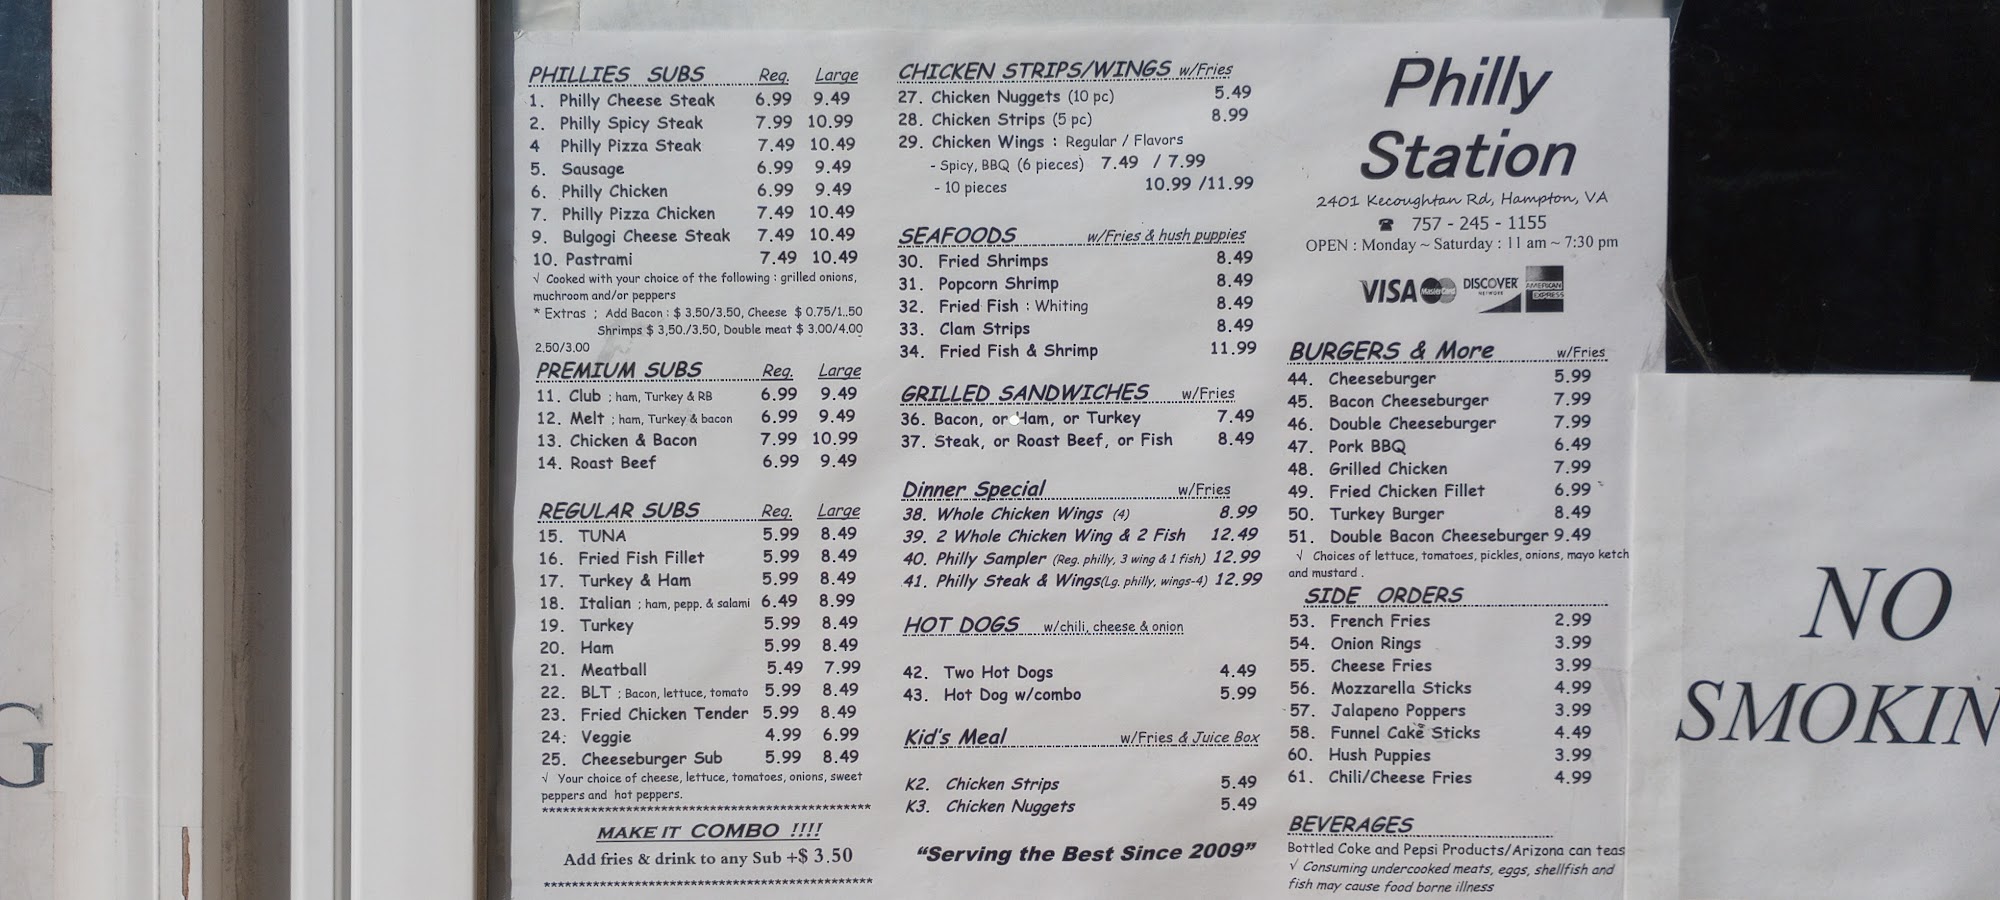 PHILLIES SUBS Reg. Large
1. Philly Cheese Steak 6.99 9.49
2. Philly Spicy Steak 7.99 10.99
4 Philly Pizza Steak 7.49 10.49
5. Sausage 6.99 9.49
6. Philly Chicken 6.99 9.49
7. Philly Pizza Chicken 7.49 10.49
9. Bulgogi Cheese Steak 7.49 10.49
10. Pastrami 7.49 10.49
√ Cooked with your choice of the following : grilled onions,
muchroom and/or peppers
* Extras : Add Bacon : $ 3.50/3.50, Cheese $ 0.75/1..50
Shrimps $ 3,50./3.50, Double meat $ 3.00/4.00
2.50/3.00
PREMIUM SUBS Reg. Large
11. Club ; ham, Turkey & RB 6.99 9.49
12. Melt ; ham, Turkey & bacon 6.99 9.49
13. Chicken & Bacon 7.99 10.99
14. Roast Beef 6.99 9.49
REGULAR SUBS Reg. Large
15. TUNA 5.99 8.49
16. Fried Fish Fillet 5.99 8.49
17. Turkey & Ham 5.99 8.49
18. Italian ; ham, pepp. & salami 6.49 8.99
19. Turkey 5.99 8.49
20. Ham 5.99 8.49
21. Meatball 5.49 7.99
22. BLT ; Bacon, lettuce, tomato 5.99 8.49
23. Fried Chicken Tender 5.99 8.49
24. Veggie 4.99 6.99
25. Cheeseburger Sub 5.99 8.49
√ Your choice of cheese, lettuce, tomatoes, onions, sweet
peppers and hot peppers.
************************************************
MAKE IT COMBO !!!!
Add fries & drink to any Sub +$ 3.50
************************************************
CHICKEN STRIPS/WINGS w/Fries
27. Chicken Nuggets (10 pc) 5.49
28. Chicken Strips (5 pc) 8.99
29. Chicken Wings : Regular / Flavors
- Spicy, BBQ (6 pieces) 7.49 / 7.99
- 10 pieces 10.99 /11.99
SEAFOODS w/Fries & hush puppies
30. Fried Shrimps 8.49
31. Popcorn Shrimp 8.49
32. Fried Fish : Whiting 8.49
33. Clam Strips 8.49
34. Fried Fish & Shrimp 11.99
GRILLED SANDWICHES w/Fries
36. Bacon, or Ham, or Turkey 7.49
37. Steak, or Roast Beef, or Fish 8.49
Dinner Special w/Fries
38. Whole Chicken Wings (4) 8.99
39. 2 Whole Chicken Wing & 2 Fish 12.49
40. Philly Sampler (Reg. philly, 3 wing & 1 fish) 12.99
41. Philly Steak & Wings(Lg. philly, wings-4) 12.99
HOT DOGS w/chili, cheese & onion
42. Two Hot Dogs 4.49
43. Hot Dog w/combo 5.99
Kid's Meal w/Fries & Juice Box
K2. Chicken Strips 5.49
K3. Chicken Nuggets 5.49
"Serving the Best Since 2009"
Philly
Station
2401 Kecoughtan Rd, Hampton, VA
☎ 757 - 245 - 1155
OPEN : Monday ~ Saturday : 11 am ~ 7:30 pm
VISA MasterCard DISCOVER NETWORK AMERICAN EXPRESS
BURGERS & More w/Fries
44. Cheeseburger 5.99
45. Bacon Cheeseburger 7.99
46. Double Cheeseburger 7.99
47. Pork BBQ 6.49
48. Grilled Chicken 7.99
49. Fried Chicken Fillet 6.99
50. Turkey Burger 8.49
51. Double Bacon Cheeseburger 9.49
√ Choices of lettuce, tomatoes, pickles, onions, mayo ketch
and mustard .
SIDE ORDERS
53. French Fries 2.99
54. Onion Rings 3.99
55. Cheese Fries 3.99
56. Mozzarella Sticks 4.99
57. Jalapeno Poppers 3.99
58. Funnel Cake Sticks 4.49
60. Hush Puppies 3.99
61. Chili/Cheese Fries 4.99
BEVERAGES
Bottled Coke and Pepsi Products/Arizona can teas
√ Consuming undercooked meats, eggs, shellfish and
fish may cause food borne illness
NO
SMOKIN
G